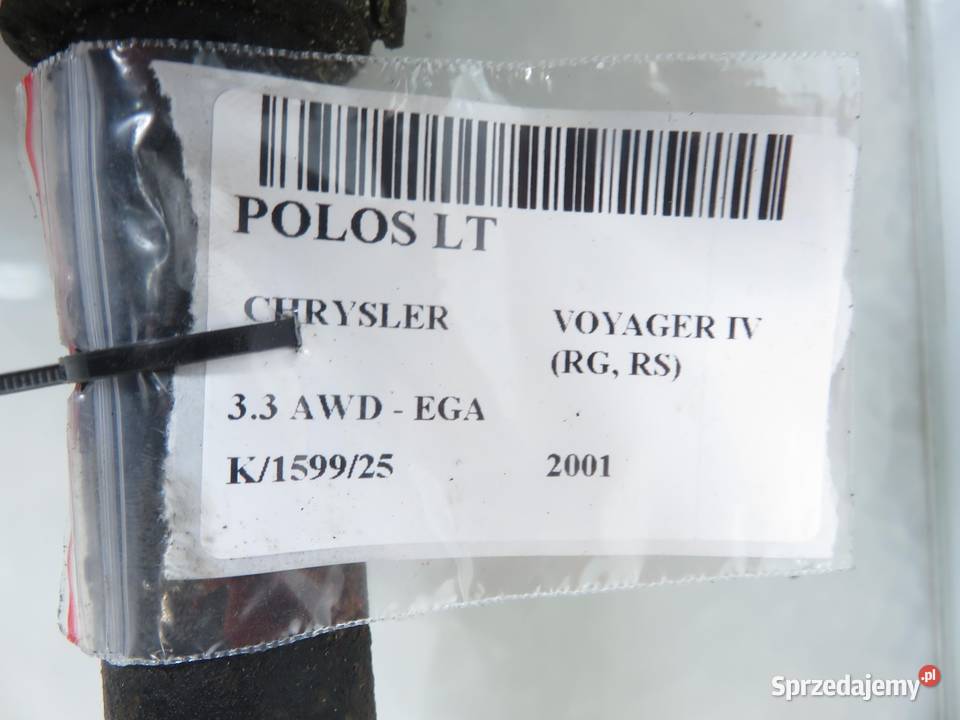 POLOS LT
CHRYSLER VOYAGER IV
(RG, RS)
3.3 AWD - EGA
K/1599/25 2001
Sprzedajemy.pl